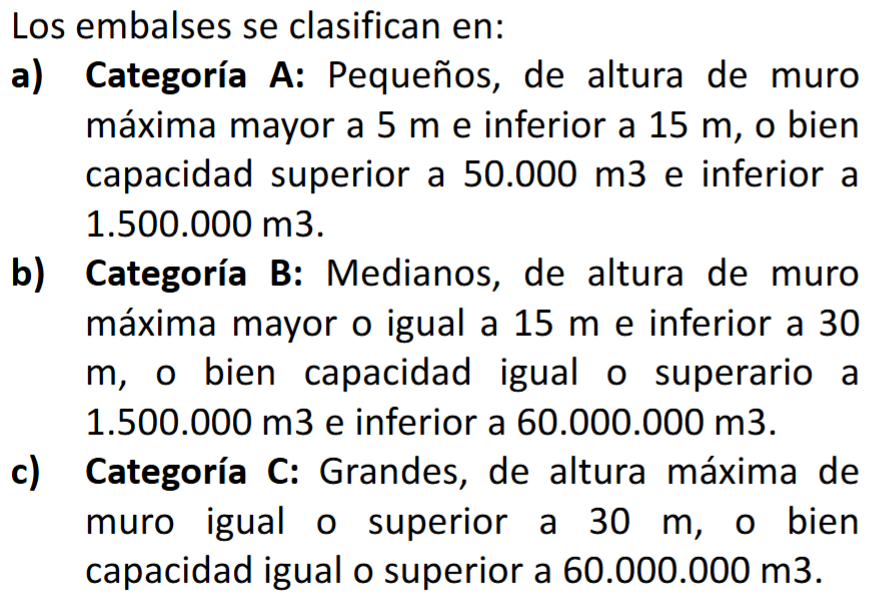 Los embalses se clasifican en:
a) Categoría A: Pequeños, de altura de muro
máxima mayor a 5 m e inferior a 15 m, o bien
capacidad superior a 50.000 m3 e inferior a
1.500.000 m3.
b) Categoría B: Medianos, de altura de muro
máxima mayor o igual a 15 m e inferior a 30
m, o bien capacidad igual o superario a
1.500.000 m3 e inferior a 60.000.000 m3.
c) Categoría C: Grandes, de altura máxima de
muro igual o superior a 30 m, o bien
capacidad igual o superior a 60.000.000 m3.